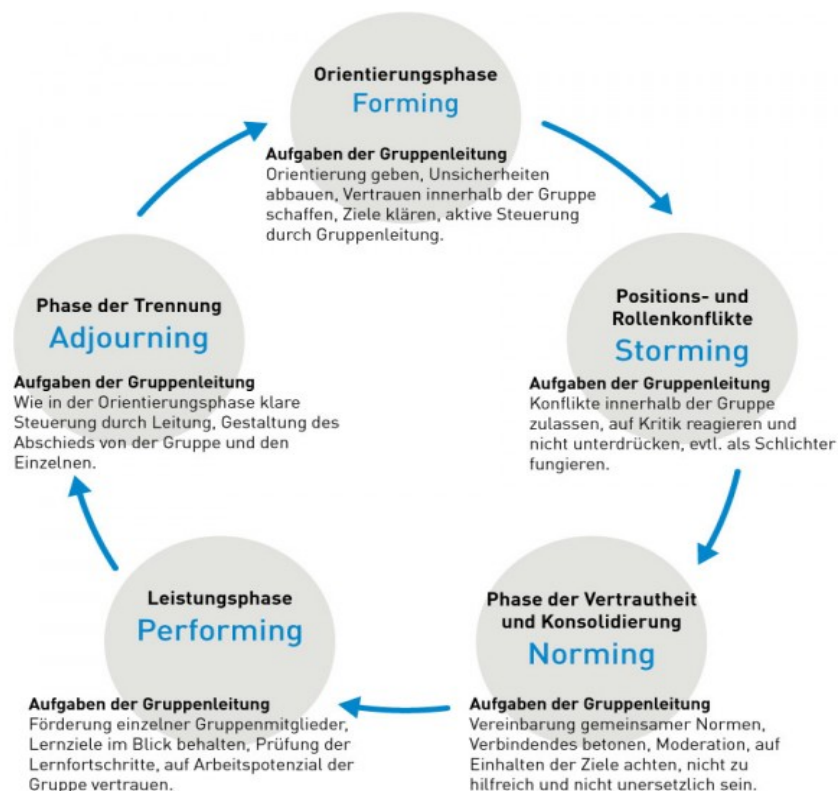 Orientierungsphase
Forming
Aufgaben der Gruppenleitung
Orientierung geben, Unsicherheiten
abbauen, Vertrauen innerhalb der Gruppe
schaffen, Ziele klären, aktive Steuerung
durch Gruppenleitung.
Positions- und
Rollenkonflikte
Storming
Aufgaben der Gruppenleitung
Konflikte innerhalb der Gruppe
zulassen, auf Kritik reagieren und
nicht unterdrücken, evtl. als Schlichter
fungieren.
Phase der Vertrautheit
und Konsolidierung
Norming
Aufgaben der Gruppenleitung
Vereinbarung gemeinsamer Normen,
Verbindendes betonen, Moderation, auf
Einhalten der Ziele achten, nicht zu
hilfreich und nicht unersetzlich sein.
Leistungsphase
Performing
Aufgaben der Gruppenleitung
Förderung einzelner Gruppenmitglieder,
Lernziele im Blick behalten, Prüfung der
Lernfortschritte, auf Arbeitspotenzial der
Gruppe vertrauen.
Phase der Trennung
Adjourning
Aufgaben der Gruppenleitung
Wie in der Orientierungsphase klare
Steuerung durch Leitung, Gestaltung des
Abschieds von der Gruppe und den
Einzelnen.